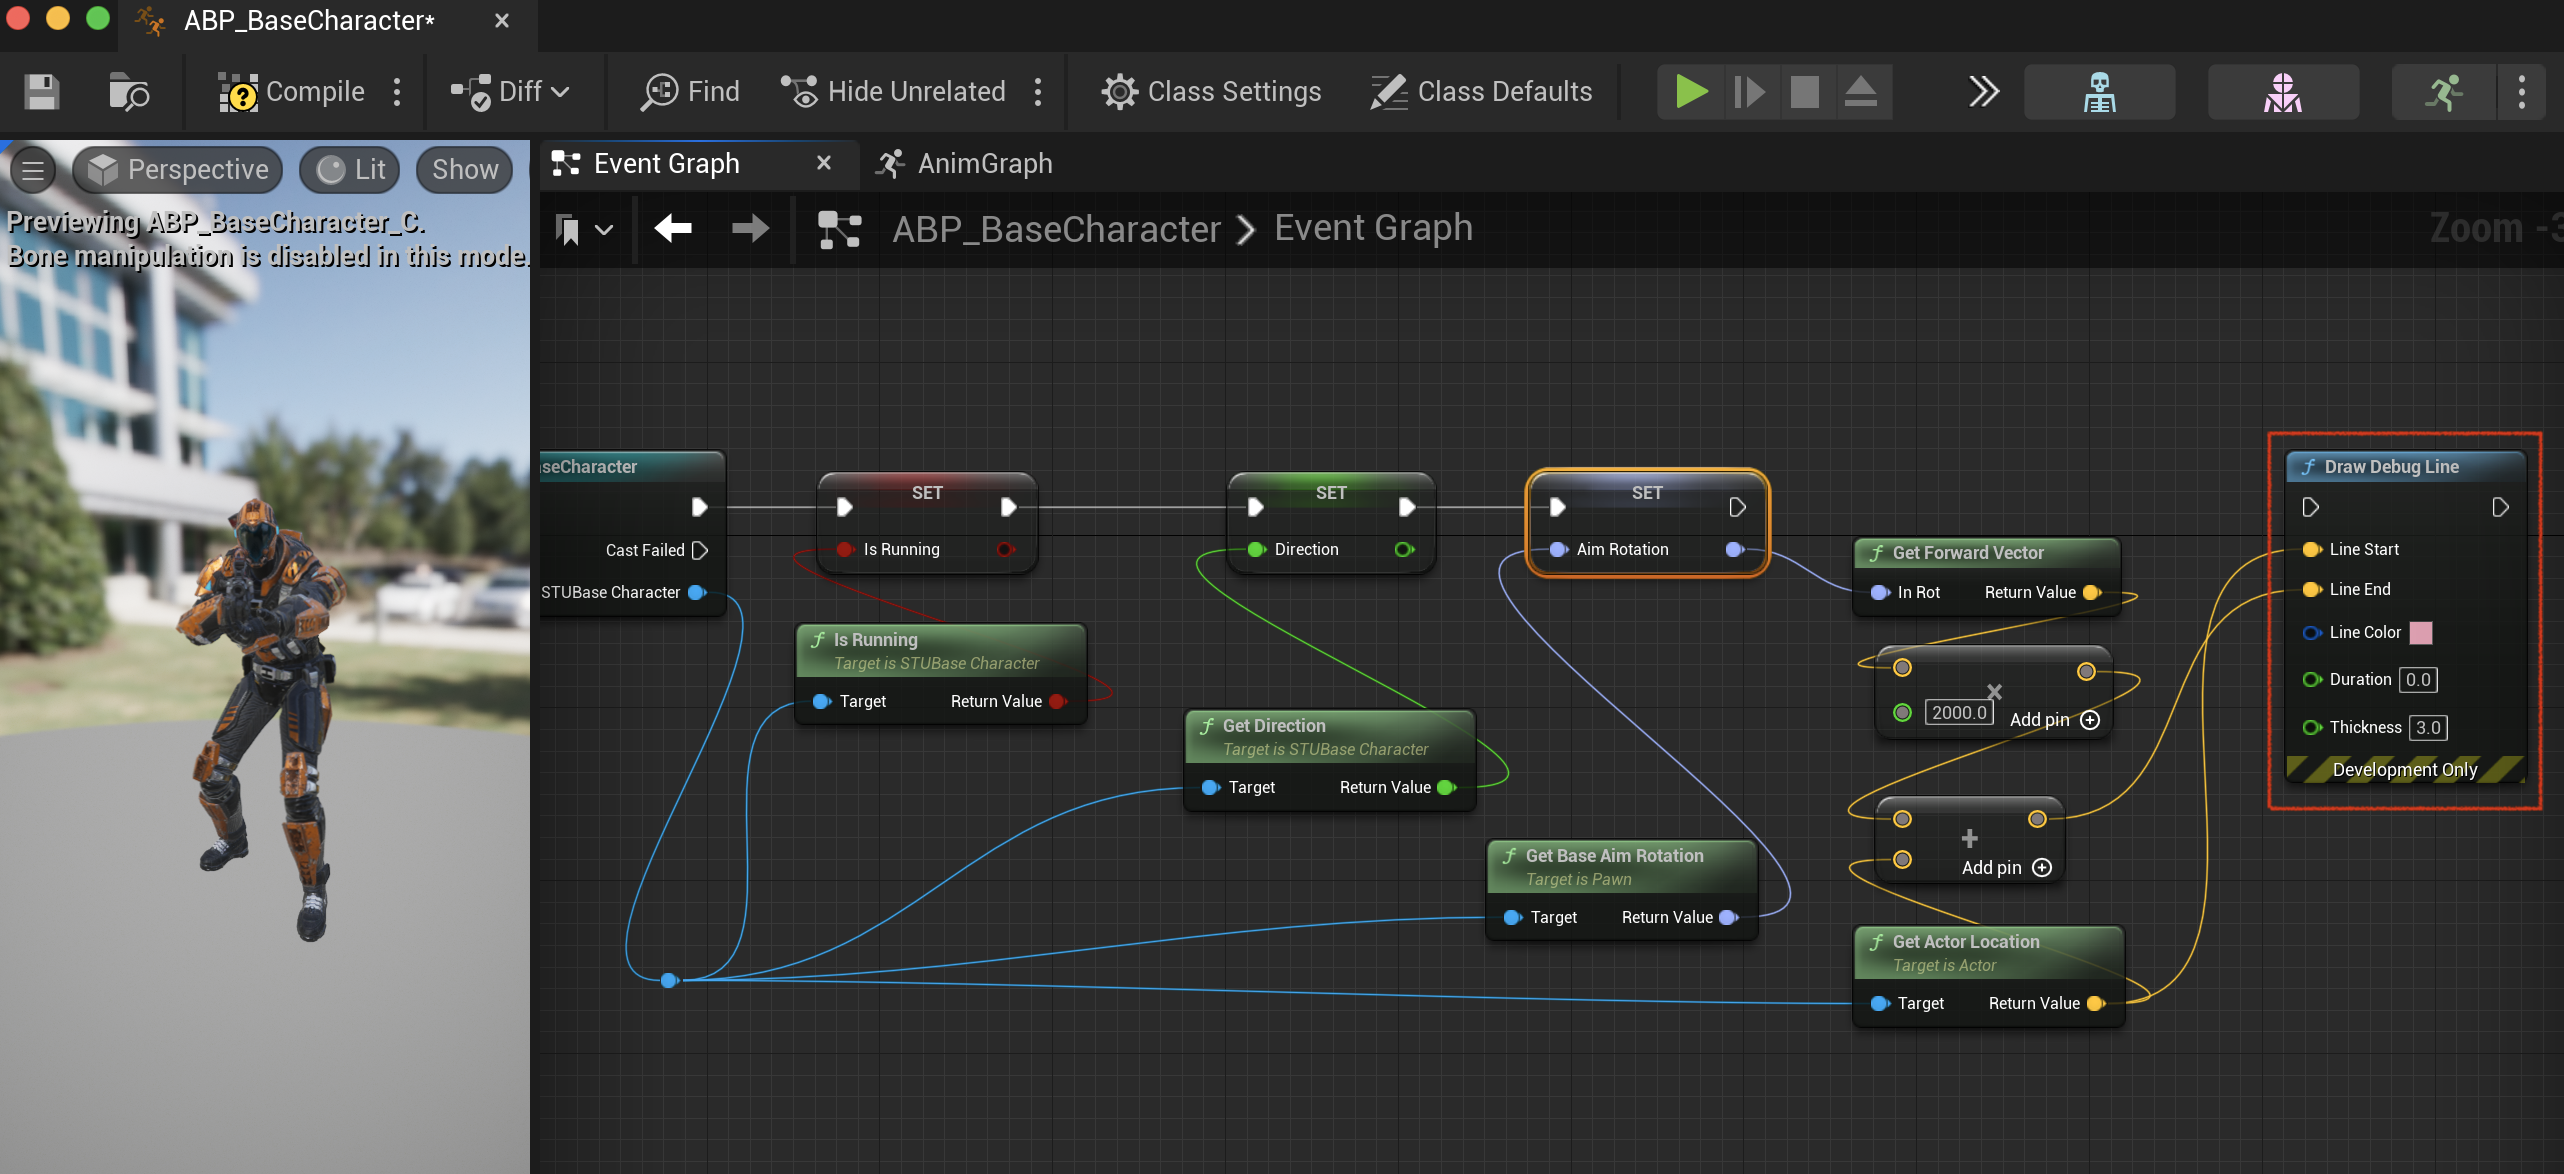 ABP_BaseCharacter*
Compile
Diff
Find
Hide Unrelated
Class Settings
Class Defaults
Perspective
Lit
Show
Previewing ABP_BaseCharacter_C.
Bone manipulation is disabled in this mode.
Event Graph
AnimGraph
ABP_BaseCharacter > Event Graph
Zoom -3
seCharacter
Cast Failed
STUBase Character
SET
Is Running
Is Running
Target is STUBase Character
Target Return Value
SET
Direction
Get Direction
Target is STUBase Character
Target Return Value
SET
Aim Rotation
Get Base Aim Rotation
Target is Pawn
Target Return Value
Get Forward Vector
In Rot Return Value
2000.0
Add pin
Add pin
Get Actor Location
Target is Actor
Target Return Value
Draw Debug Line
Line Start
Line End
Line Color
Duration 0.0
Thickness 3.0
Development Only